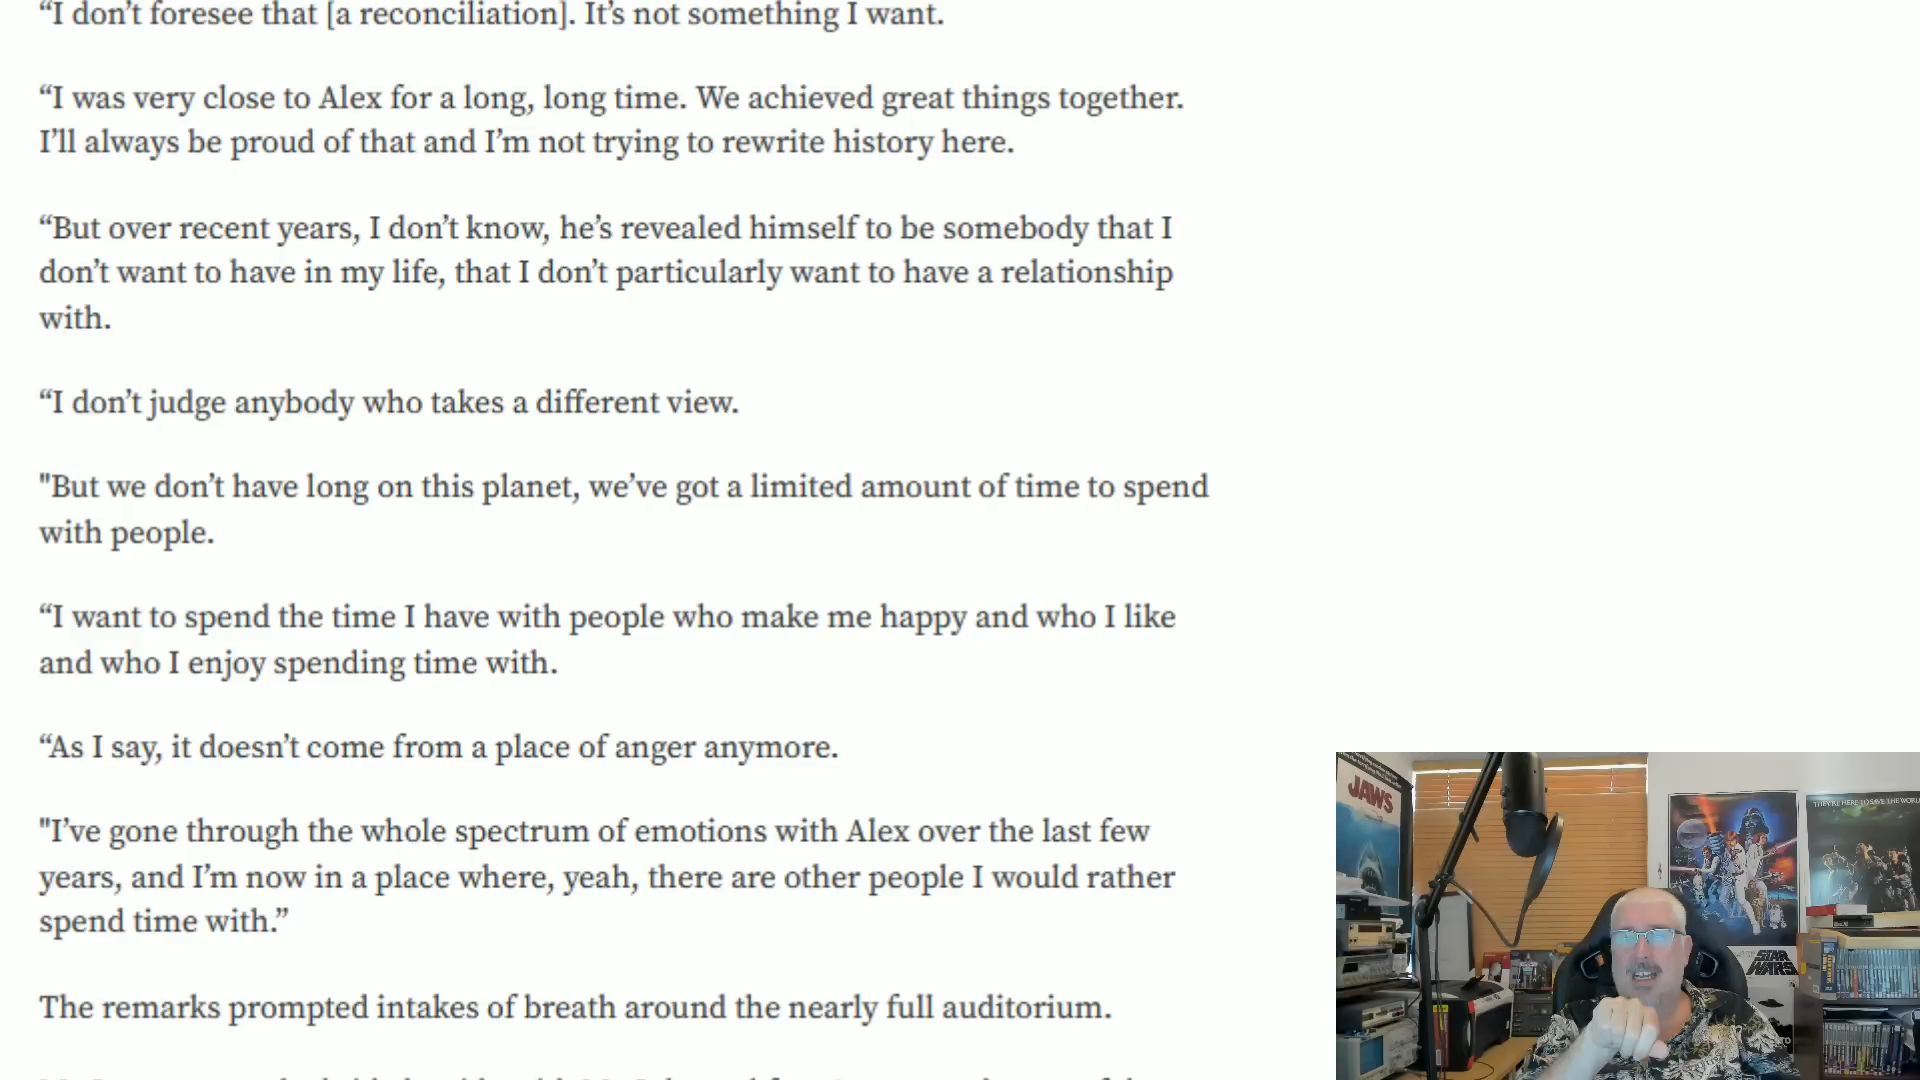 “I don’t foresee that [a reconciliation]. It’s not something I want.
“I was very close to Alex for a long, long time. We achieved great things together.
I’ll always be proud of that and I’m not trying to rewrite history here.
“But over recent years, I don’t know, he’s revealed himself to be somebody that I
don’t want to have in my life, that I don’t particularly want to have a relationship
with.
“I don’t judge anybody who takes a different view.
"But we don’t have long on this planet, we’ve got a limited amount of time to spend
with people.
“I want to spend the time I have with people who make me happy and who I like
and who I enjoy spending time with.
“As I say, it doesn’t come from a place of anger anymore.
"I’ve gone through the whole spectrum of emotions with Alex over the last few
years, and I’m now in a place where, yeah, there are other people I would rather
spend time with.”
The remarks prompted intakes of breath around the nearly full auditorium.
JAWS
THEY'RE HERE TO SAVE THE WORLD
STAR
WARS